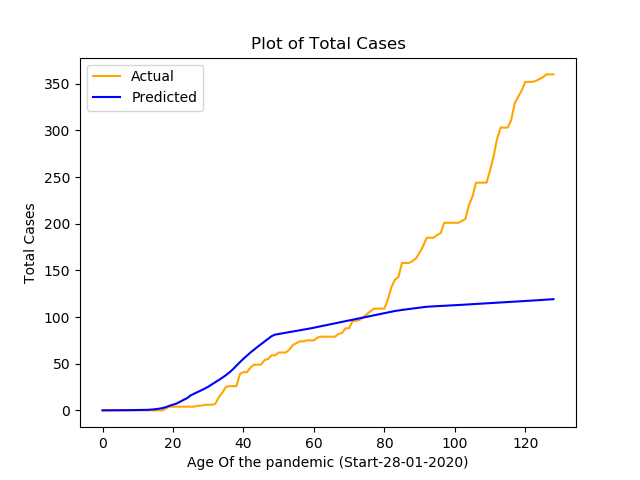 Plot of Total Cases
Actual
Predicted
350
300
250
200
150
100
50
0
Total Cases
0 20 40 60 80 100 120
Age Of the pandemic (Start-28-01-2020)